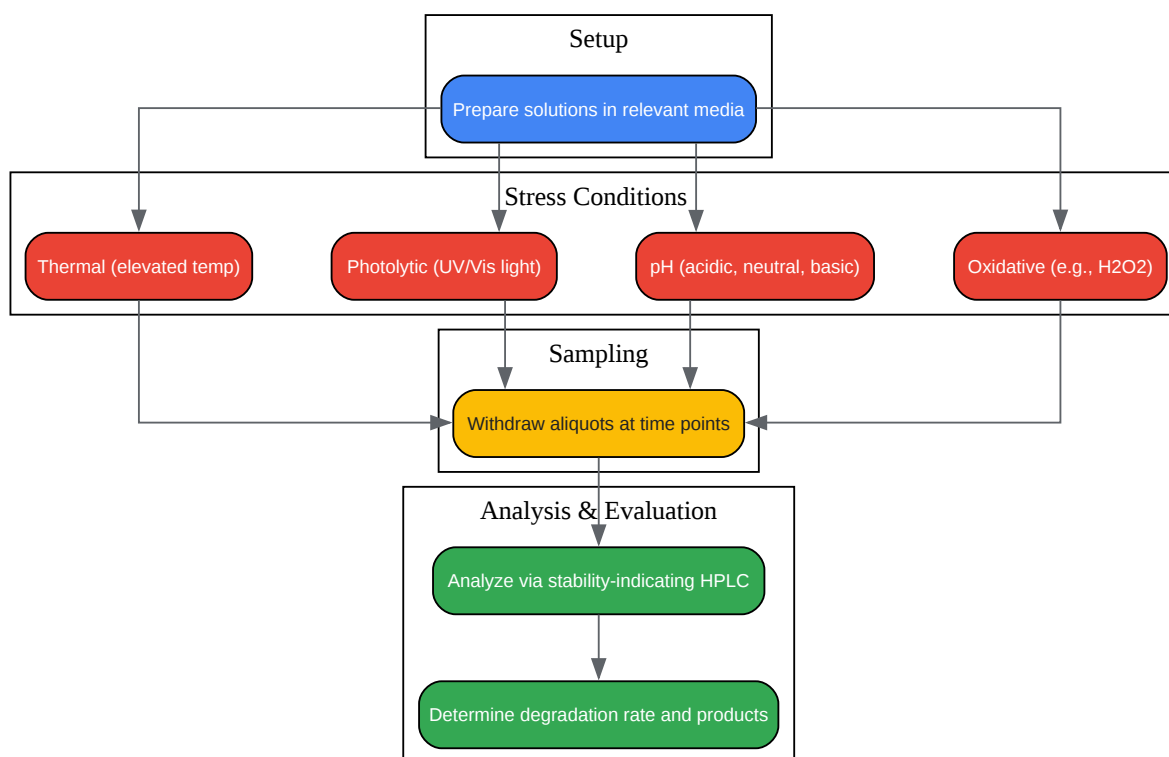 Setup
Prepare solutions in relevant media
Stress Conditions
Thermal (elevated temp)
Photolytic (UV/Vis light)
pH (acidic, neutral, basic)
Oxidative (e.g., H2O2)
Sampling
Withdraw aliquots at time points
Analysis & Evaluation
Analyze via stability-indicating HPLC
Determine degradation rate and products